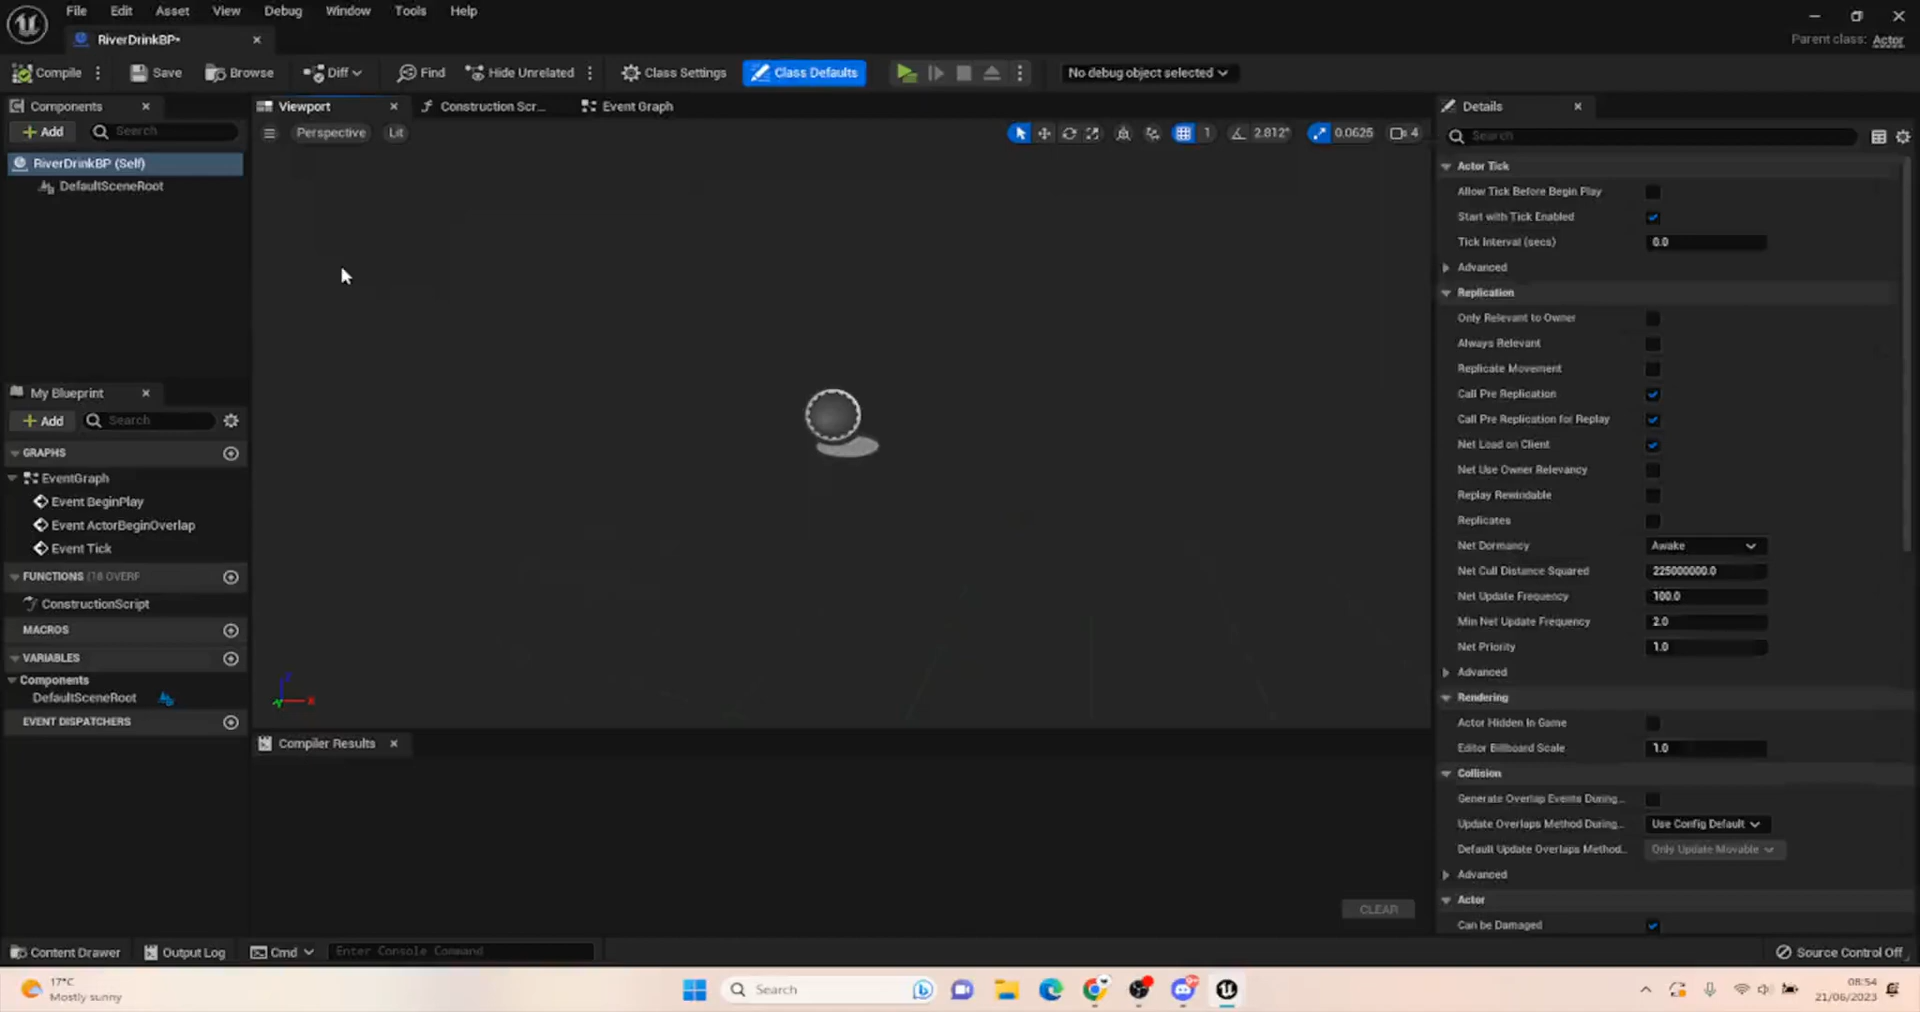 File Edit View Asset Debug Window Tools Help
RiverDrinkBP*
Parent class: Actor
Compile Save Browse Diff Find Hide Unrelated Class Settings Class Defaults No debug object selected
Components
Add Search
RiverDrinkBP (Self)
DefaultSceneRoot
My Blueprint
Add Search
GRAPHS
EventGraph
Event BeginPlay
Event ActorBeginOverlap
Event Tick
FUNCTIONS (18 OVERF
ConstructionScript
MACROS
VARIABLES
Components
DefaultSceneRoot
EVENT DISPATCHERS
Viewport Construction Scr... Event Graph
Perspective Lit 1 2.812° 0.0625 4
X
Compiler Results
CLEAR
Details
Search
Actor Tick
Allow Tick Before Begin Play
Start with Tick Enabled
Tick Interval (secs) 0.0
Advanced
Replication
Only Relevant to Owner
Always Relevant
Replicate Movement
Call Pre Replication
Call Pre Replication for Replay
Net Load on Client
Net Use Owner Relevancy
Replay Rewindable
Replicates
Net Dormancy Awake
Net Cull Distance Squared 225000000.0
Net Update Frequency 100.0
Min Net Update Frequency 2.0
Net Priority 1.0
Advanced
Rendering
Actor Hidden In Game
Editor Billboard Scale 1.0
Collision
Generate Overlap Events During...
Update Overlaps Method During... Use Config Default
Default Update Overlaps Method... Only Update Movable
Advanced
Actor
Can be Damaged
Content Drawer Output Log Cmd Enter Console Command Source Control Off
17°C
Mostly sunny
Search
08:54
21/06/2023